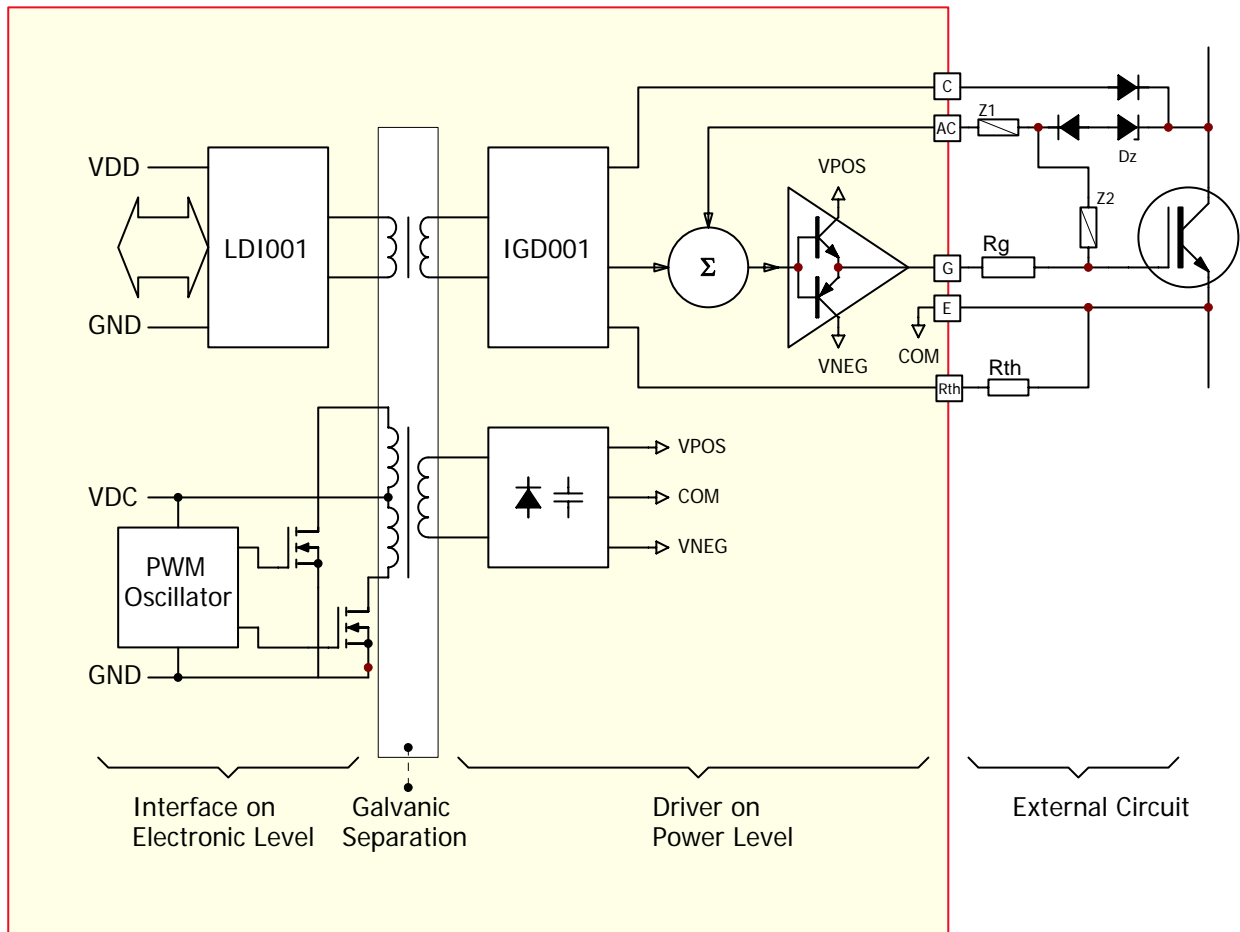 C
Z1
AC
Dz
VDD
VPOS
Z2
LDI001
IGD001
Σ
Rg
G
E
GND
COM
VNEG
Rth
Rth
VPOS
VDC
COM
VNEG
PWM
Oscillator
GND
Interface on
Electronic Level
Galvanic
Separation
Driver on
Power Level
External Circuit